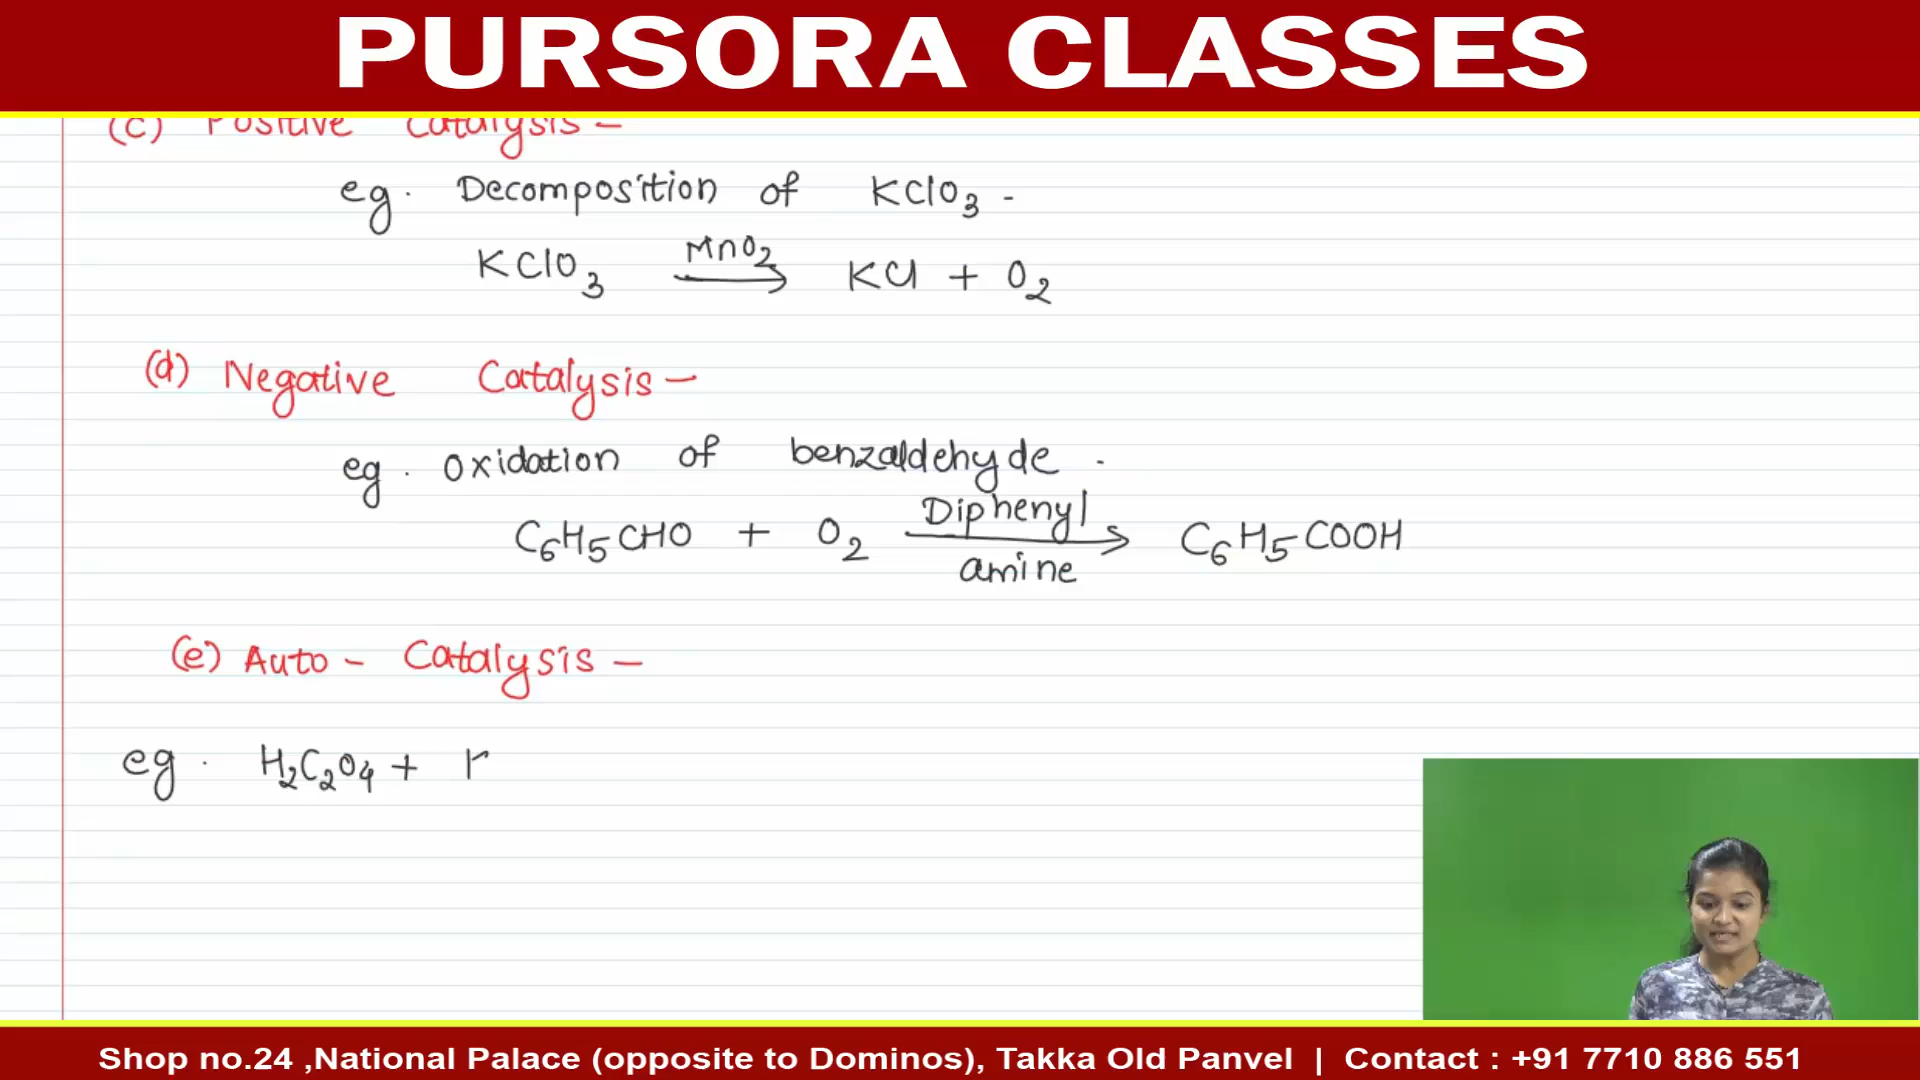 PURSORA CLASSES
(c) Positive Catalysis -
eg. Decomposition of KClO3 -
KClO3 MnO2 → KCl + O2
(d) Negative Catalysis -
eg. Oxidation of benzaldehyde.
C6H5CHO + O2 Diphenyl amine → C6H5COOH
(e) Auto - Catalysis -
eg. H2C2O4 +
Shop no.24 ,National Palace (opposite to Dominos), Takka Old Panvel | Contact : +91 7710 886 551